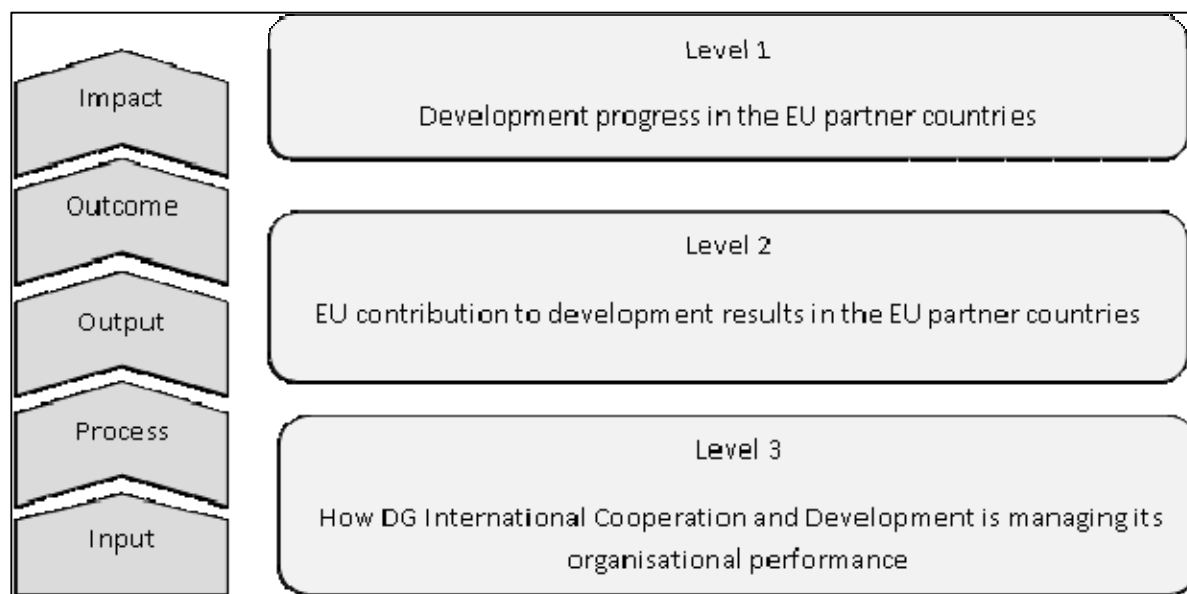 Impact
Outcome
Output
Process
Input
Level 1
Development progress in the EU partner countries
Level 2
EU contribution to development results in the EU partner countries
Level 3
How DG International Cooperation and Development is managing its
organisational performance